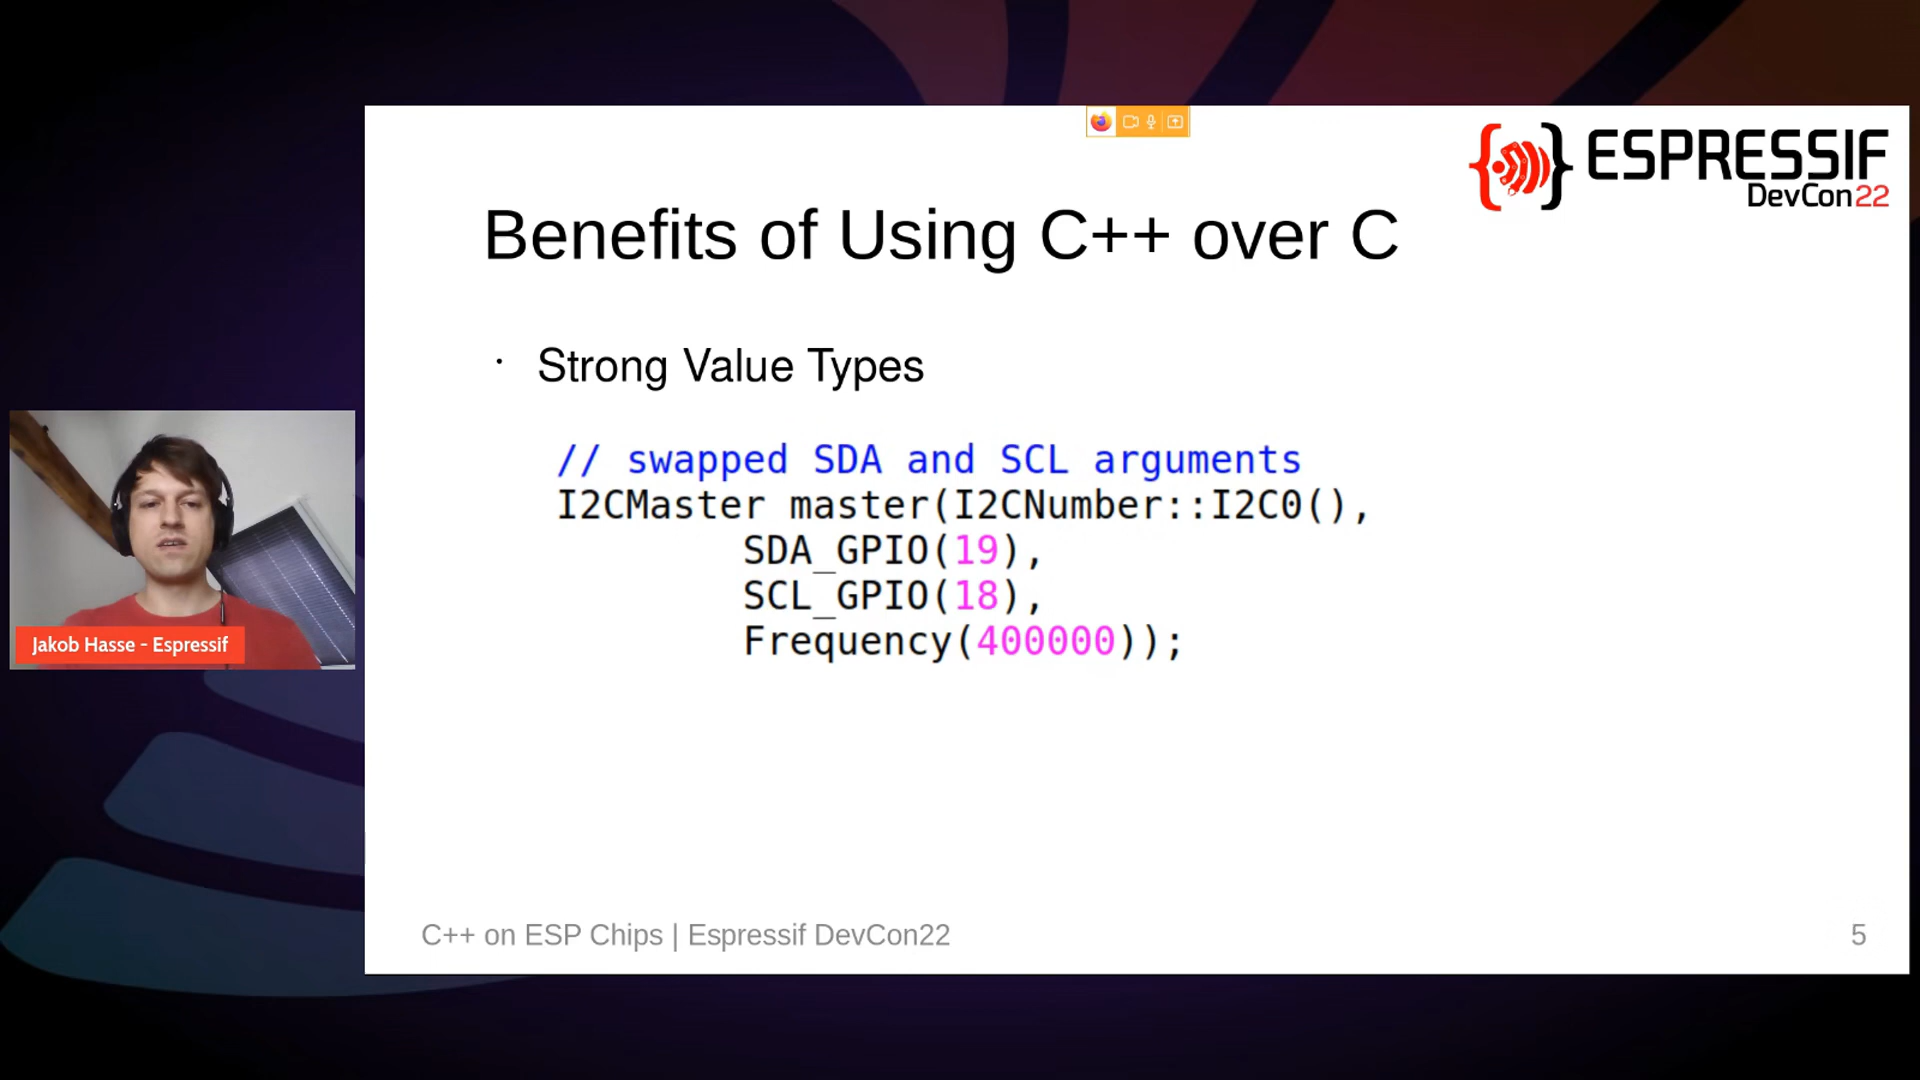 ESPRESSIF
DevCon22
Benefits of Using C++ over C
· Strong Value Types
// swapped SDA and SCL arguments
I2CMaster master(I2CNumber::I2C0(),
SDA_GPIO(19),
SCL_GPIO(18),
Frequency(400000));
Jakob Hasse - Espressif
C++ on ESP Chips | Espressif DevCon22
5